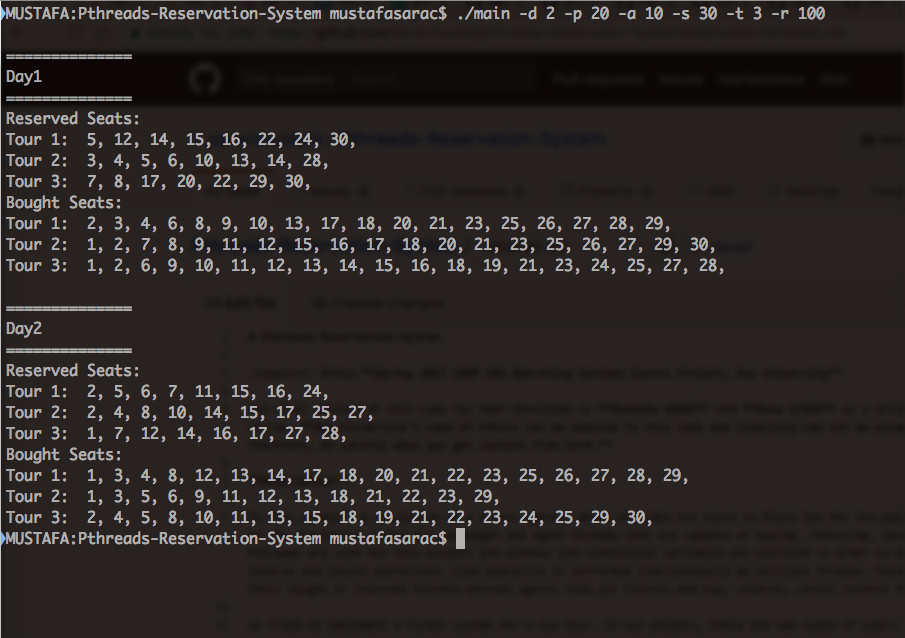 MUSTAFA:Pthreads-Reservation-System mustafasarac$ ./main -d 2 -p 20 -a 10 -s 30 -t 3 -r 100
==============
Day1
==============
Reserved Seats:
Tour 1:  5, 12, 14, 15, 16, 22, 24, 30,
Tour 2:  3, 4, 5, 6, 10, 13, 14, 28,
Tour 3:  7, 8, 17, 20, 22, 29, 30,
Bought Seats:
Tour 1:  2, 3, 4, 6, 8, 9, 10, 13, 17, 18, 20, 21, 23, 25, 26, 27, 28, 29,
Tour 2:  1, 2, 7, 8, 9, 11, 12, 15, 16, 17, 18, 20, 21, 23, 25, 26, 27, 29, 30,
Tour 3:  1, 2, 6, 9, 10, 11, 12, 13, 14, 15, 16, 18, 19, 21, 23, 24, 25, 27, 28,
==============
Day2
==============
Reserved Seats:
Tour 1:  2, 5, 6, 7, 11, 15, 16, 24,
Tour 2:  2, 4, 8, 10, 14, 15, 17, 25, 27,
Tour 3:  1, 7, 12, 14, 16, 17, 27, 28,
Bought Seats:
Tour 1:  1, 3, 4, 8, 12, 13, 14, 17, 18, 20, 21, 22, 23, 25, 26, 27, 28, 29,
Tour 2:  1, 3, 5, 6, 9, 11, 12, 13, 18, 21, 22, 23, 29,
Tour 3:  2, 4, 5, 8, 10, 11, 13, 15, 18, 19, 21, 22, 23, 24, 25, 29, 30,
MUSTAFA:Pthreads-Reservation-System mustafasarac$